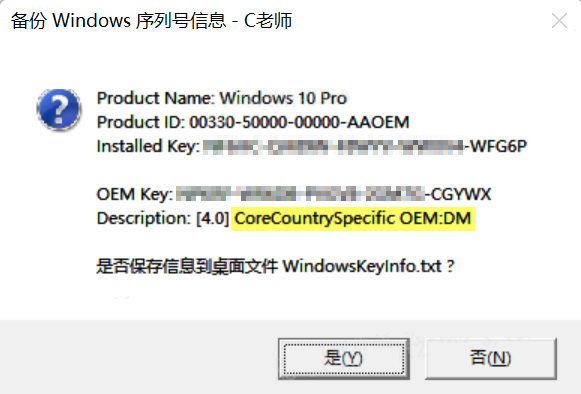 备份 Windows 序列号信息 - C老师
Product Name: Windows 10 Pro
Product ID: 00330-50000-00000-AAOEM
Installed Key: -WFG6P
OEM Key: -CGYWX
Description: [4.0] CoreCountrySpecific OEM:DM
是否保存信息到桌面文件 WindowsKeyInfo.txt ?
是(Y)
否(N)